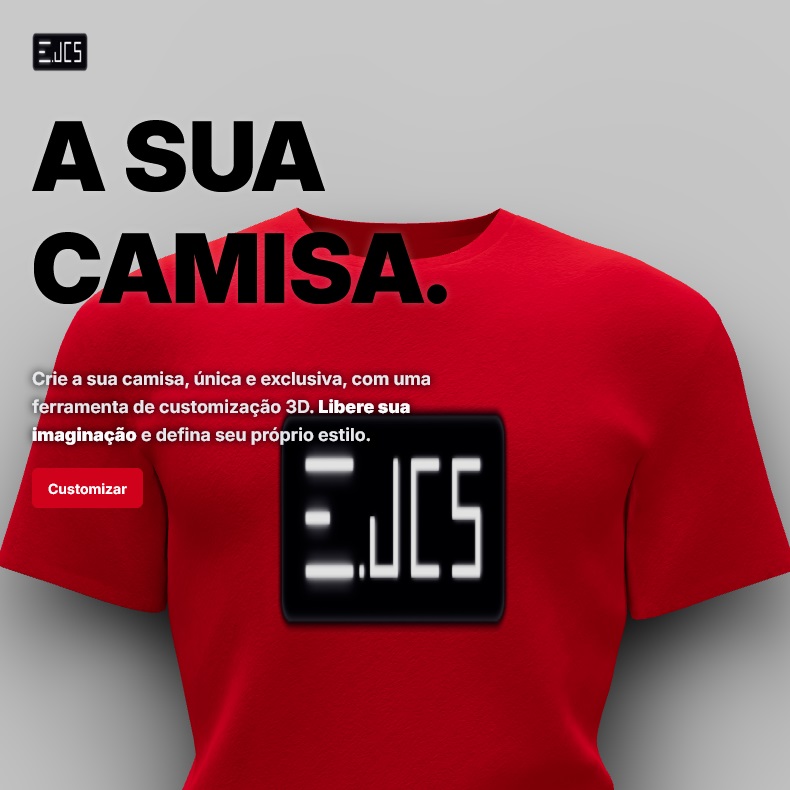 E.JCS
A SUA
CAMISA.
Crie a sua camisa, única e exclusiva, com uma
ferramenta de customização 3D. Libere sua
imaginação e defina seu próprio estilo.
Customizar
E.JCS